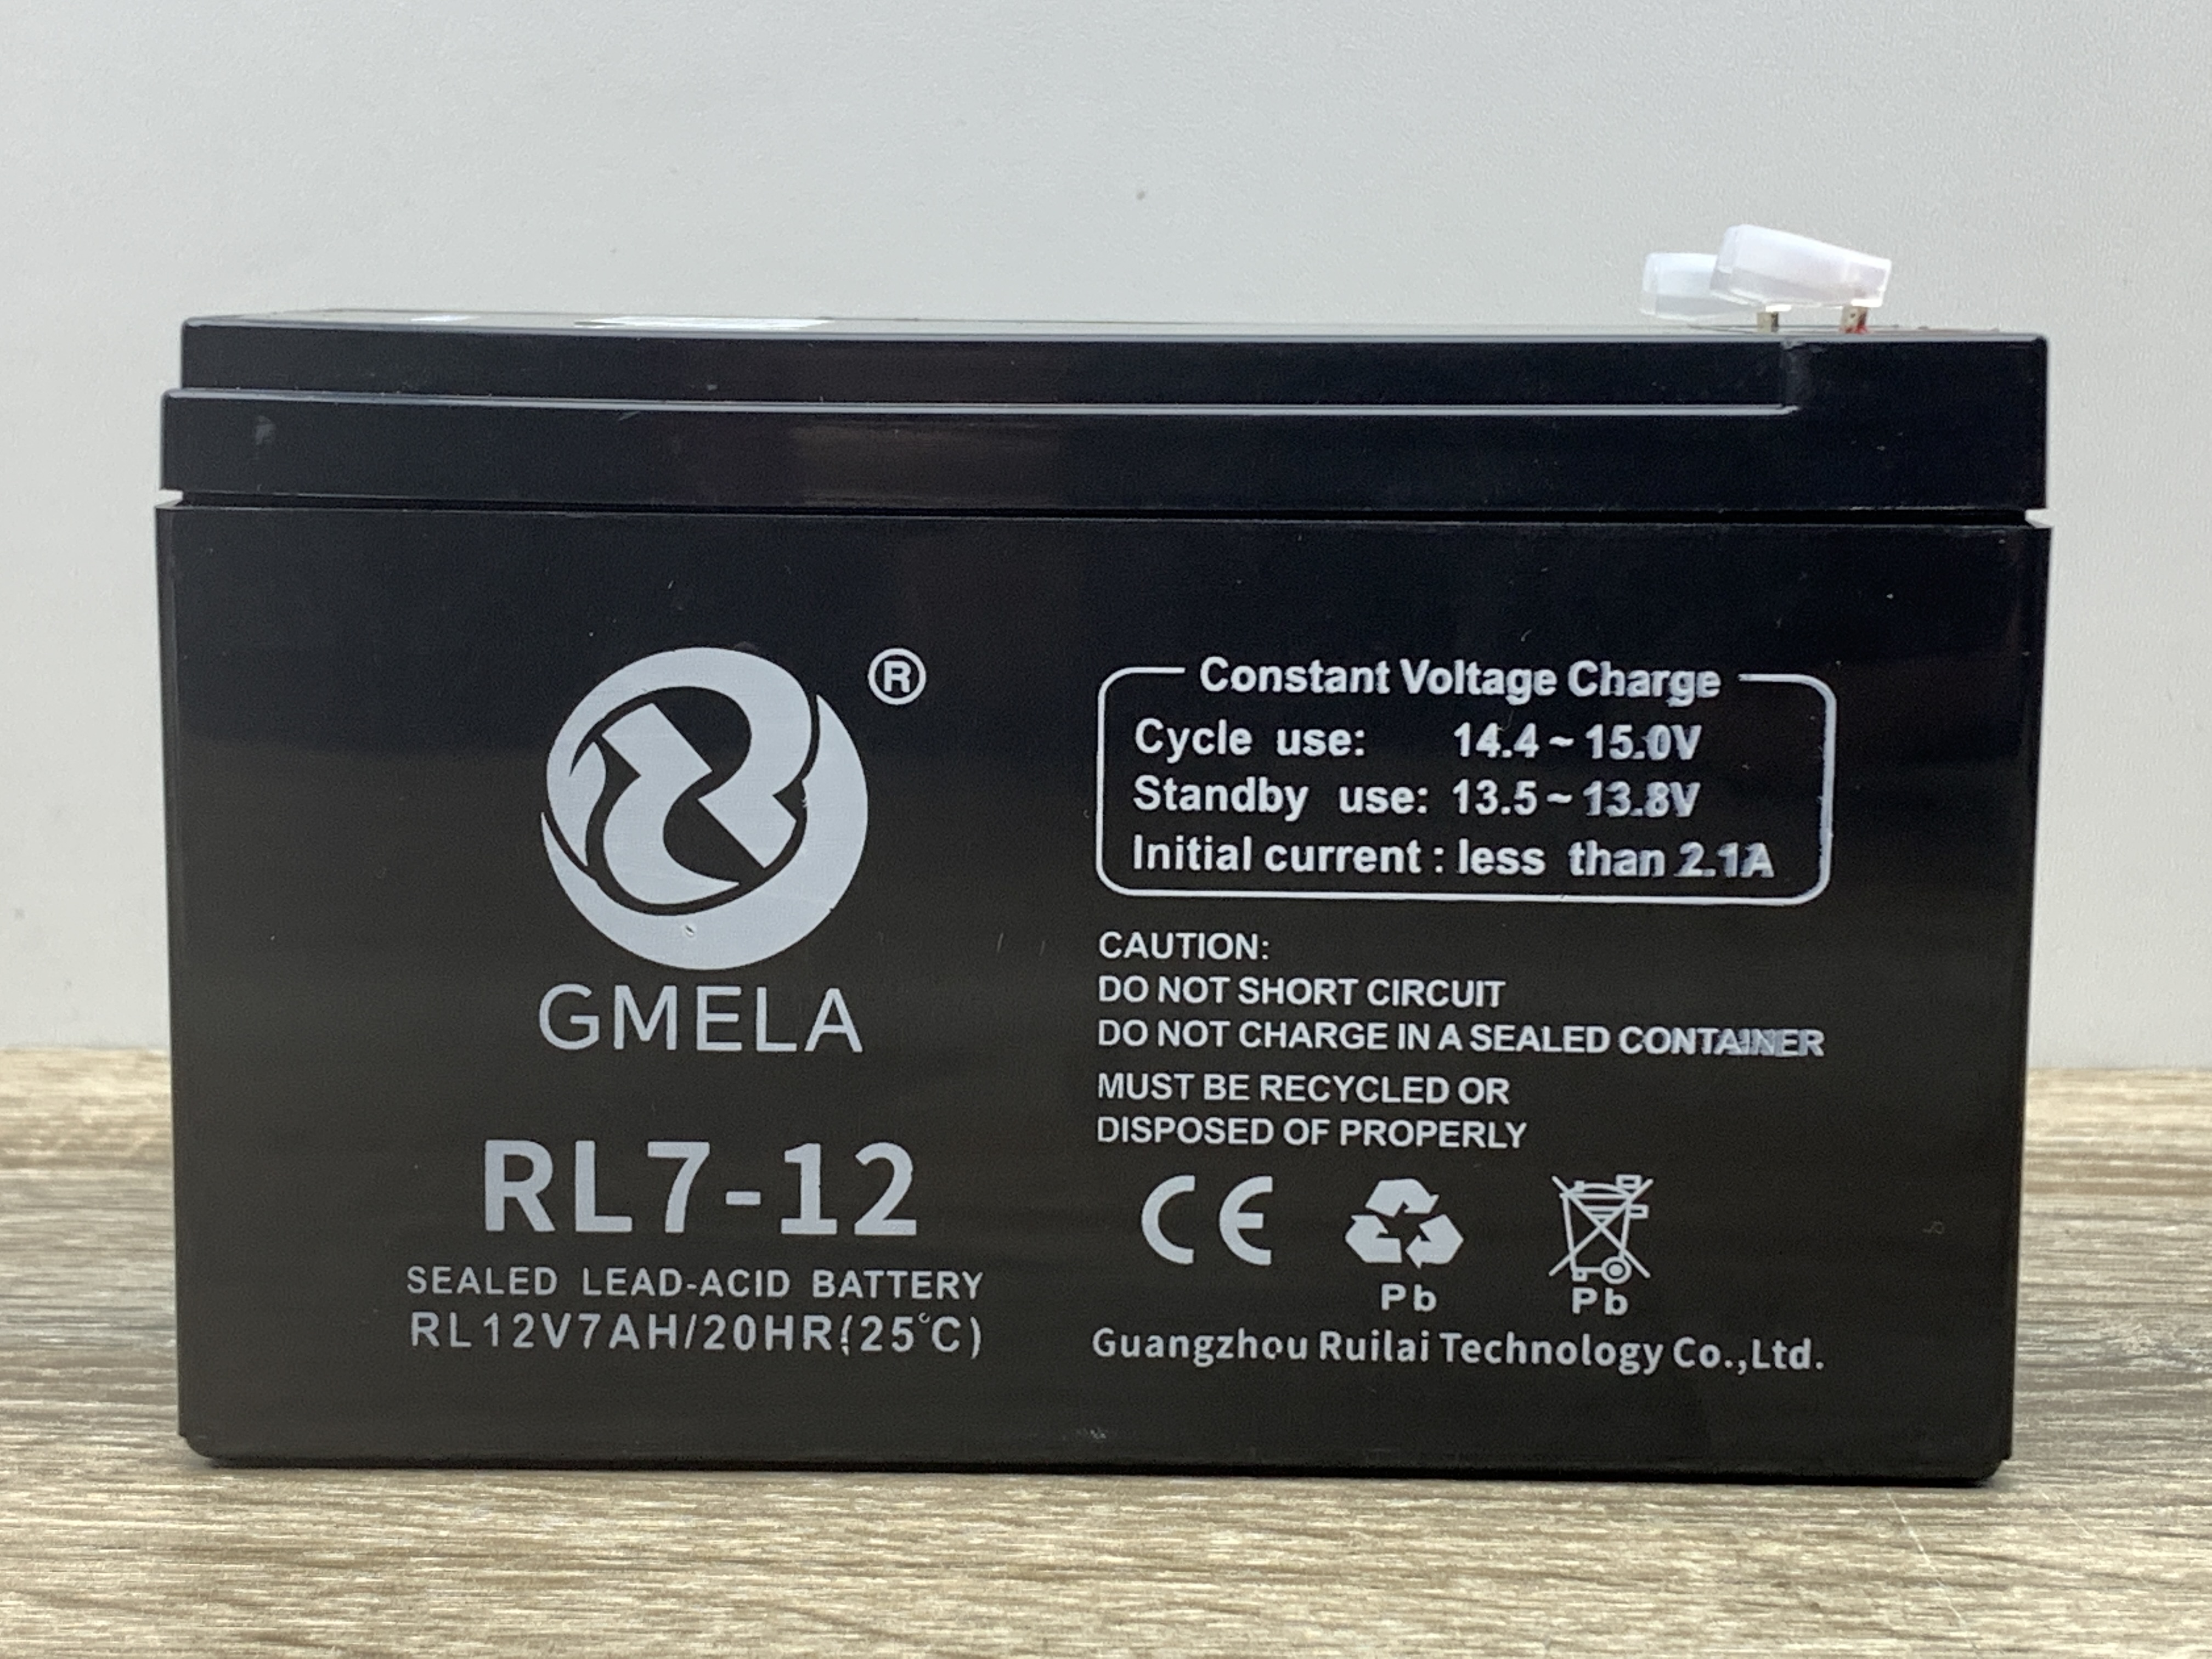 ®
GMELA
RL7-12
SEALED LEAD-ACID BATTERY
RL12V7AH/20HR(25°C)
Constant Voltage Charge
Cycle use: 14.4~15.0V
Standby use: 13.5~13.8V
Initial current: less than 2.1A
CAUTION:
DO NOT SHORT CIRCUIT
DO NOT CHARGE IN A SEALED CONTAINER
MUST BE RECYCLED OR
DISPOSED OF PROPERLY
CE
Pb Pb
Guangzhou Ruilai Technology Co.,Ltd.